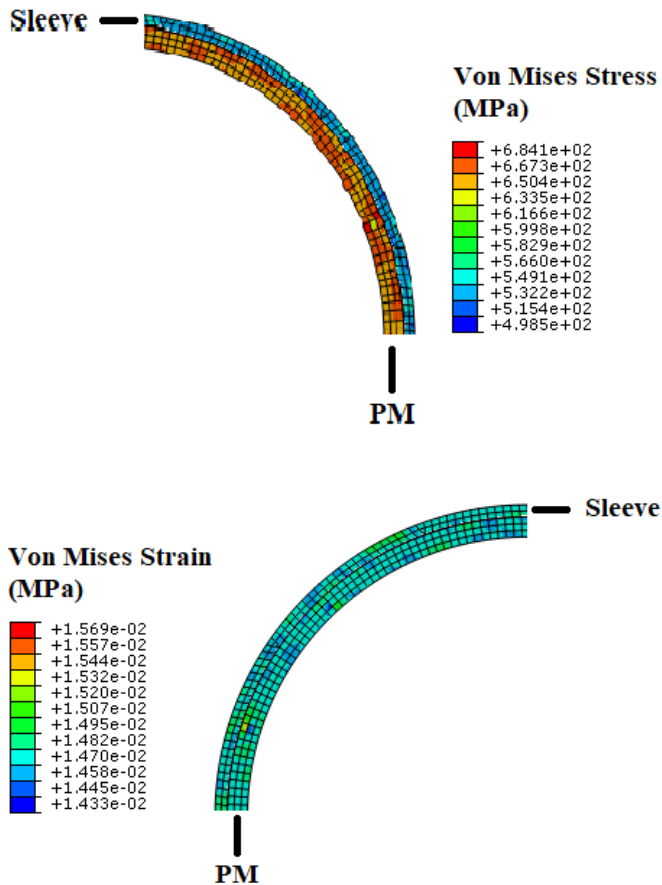 Sleeve
Von Mises Stress
(MPa)
+6.841e+02
+6.673e+02
+6.504e+02
+6.335e+02
+6.166e+02
+5.998e+02
+5.829e+02
+5.660e+02
+5.491e+02
+5.322e+02
+5.154e+02
+4.985e+02
PM
Sleeve
Von Mises Strain
(MPa)
+1.569e-02
+1.557e-02
+1.544e-02
+1.532e-02
+1.520e-02
+1.507e-02
+1.495e-02
+1.482e-02
+1.470e-02
+1.458e-02
+1.445e-02
+1.433e-02
PM